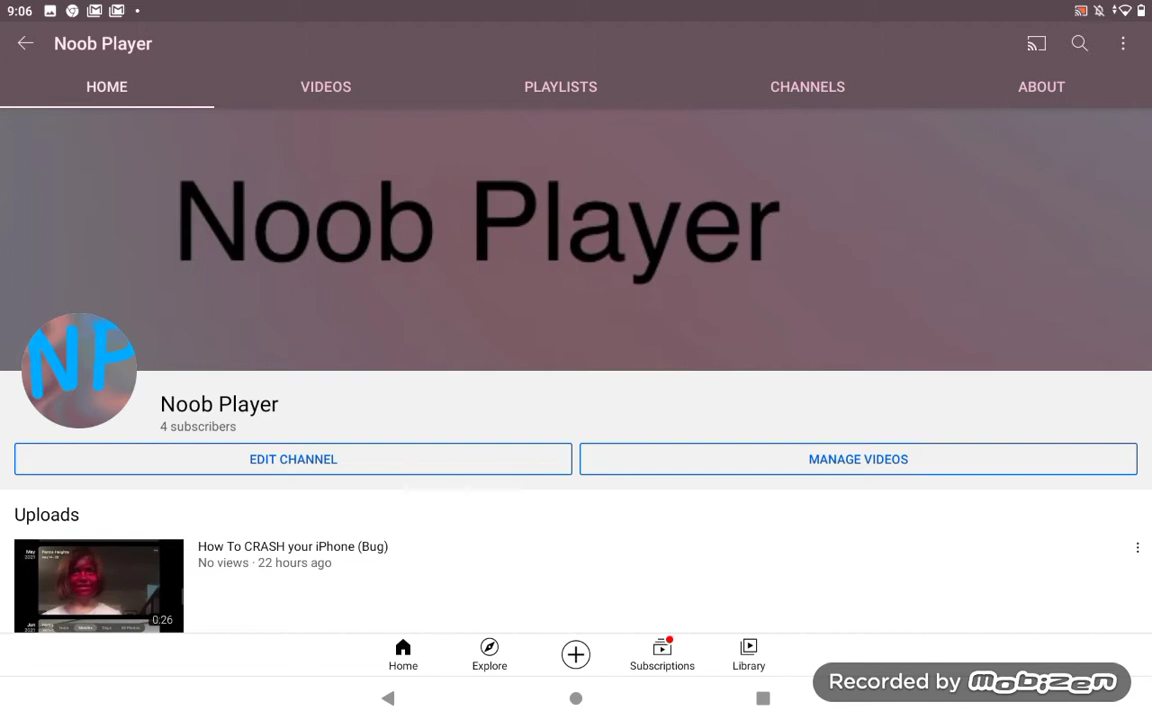 9:06
Noob Player
HOME
VIDEOS
PLAYLISTS
CHANNELS
ABOUT
Noob Player
NP
Noob Player
4 subscribers
EDIT CHANNEL
MANAGE VIDEOS
Uploads
How To CRASH your iPhone (Bug)
No views · 22 hours ago
0:26
Home
Explore
Subscriptions
Library
Recorded by mobizen